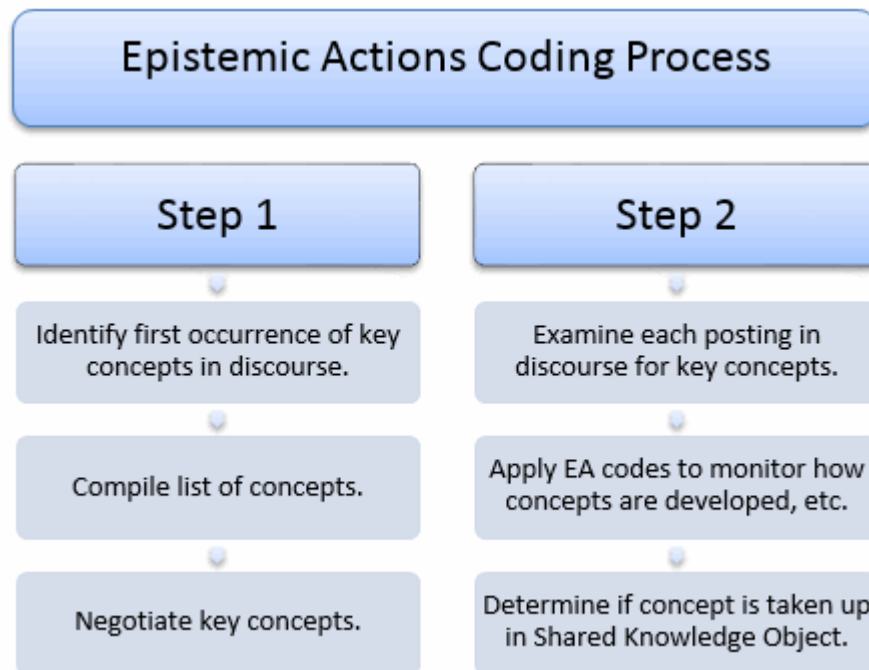 Epistemic Actions Coding Process
Step 1
Identify first occurrence of key
concepts in discourse.
Compile list of concepts.
Negotiate key concepts.
Step 2
Examine each posting in
discourse for key concepts.
Apply EA codes to monitor how
concepts are developed, etc.
Determine if concept is taken up
in Shared Knowledge Object.